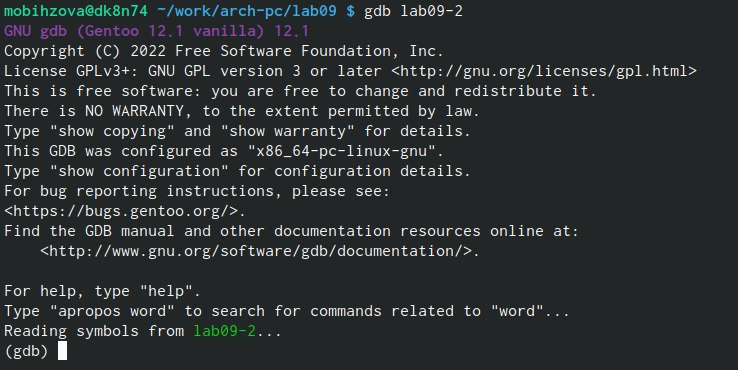 mobihzova@dk8n74 ~/work/arch-pc/lab09 $ gdb lab09-2
GNU gdb (Gentoo 12.1 vanilla) 12.1
Copyright (C) 2022 Free Software Foundation, Inc.
License GPLv3+: GNU GPL version 3 or later <http://gnu.org/licenses/gpl.html>
This is free software: you are free to change and redistribute it.
There is NO WARRANTY, to the extent permitted by law.
Type "show copying" and "show warranty" for details.
This GDB was configured as "x86_64-pc-linux-gnu".
Type "show configuration" for configuration details.
For bug reporting instructions, please see:
<https://bugs.gentoo.org/>.
Find the GDB manual and other documentation resources online at:
    <http://www.gnu.org/software/gdb/documentation/>.

For help, type "help".
Type "apropos word" to search for commands related to "word"...
Reading symbols from lab09-2...
(gdb)